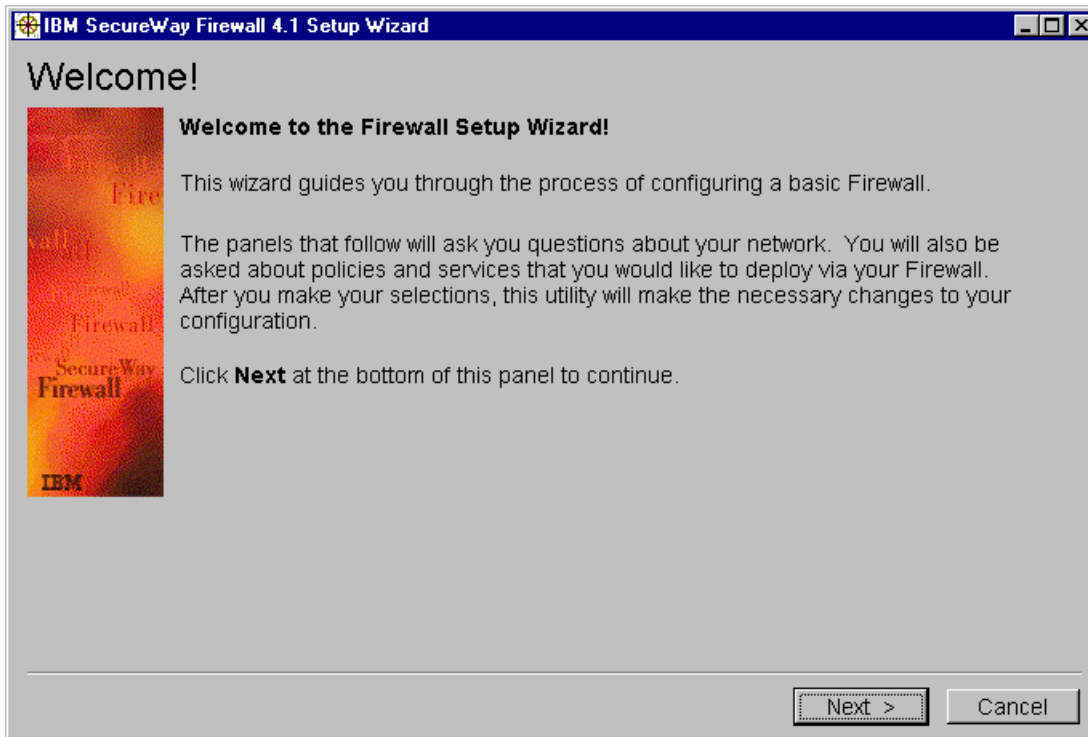 IBM SecureWay Firewall 4.1 Setup Wizard
Welcome!
Welcome to the Firewall Setup Wizard!
This wizard guides you through the process of configuring a basic Firewall.
The panels that follow will ask you questions about your network.  You will also be
asked about policies and services that you would like to deploy via your Firewall.
After you make your selections, this utility will make the necessary changes to your
configuration.
Click Next at the bottom of this panel to continue.
Fire
wall
Firewall
SecureWay
Firewall
IBM
Next >
Cancel